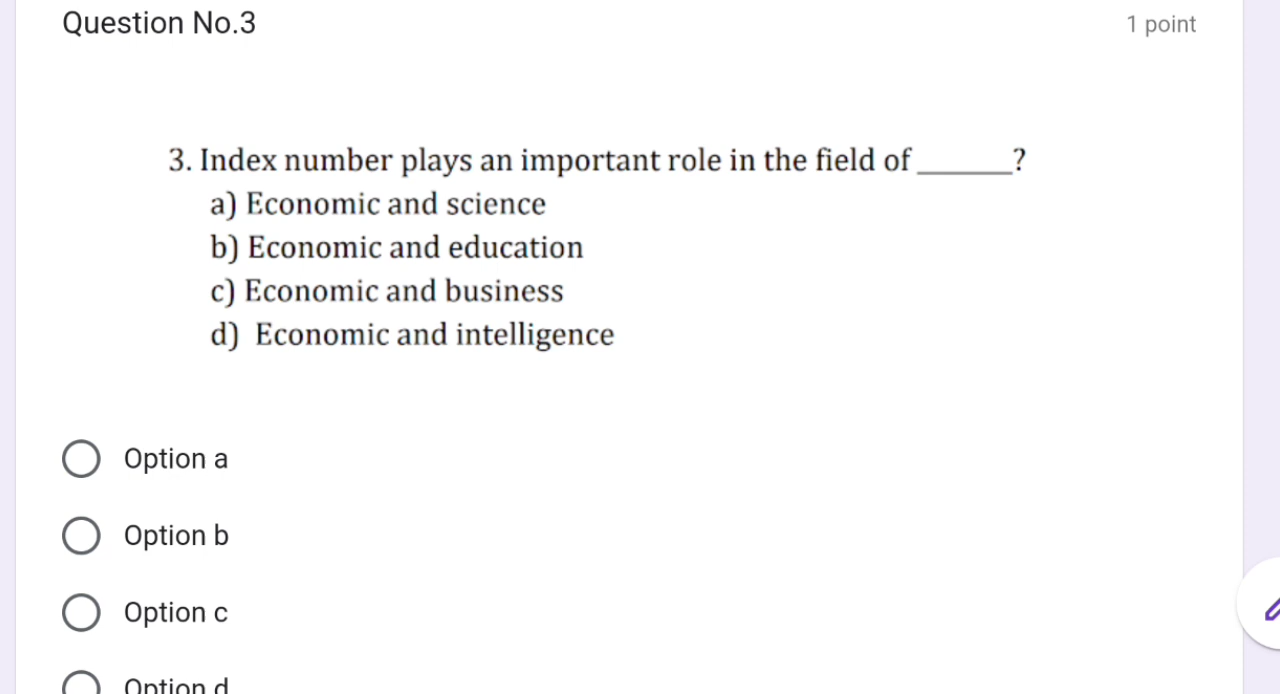 Question No.3
1 point
3. Index number plays an important role in the field of ______?
a) Economic and science
b) Economic and education
c) Economic and business
d) Economic and intelligence
Option a
Option b
Option c
Option d